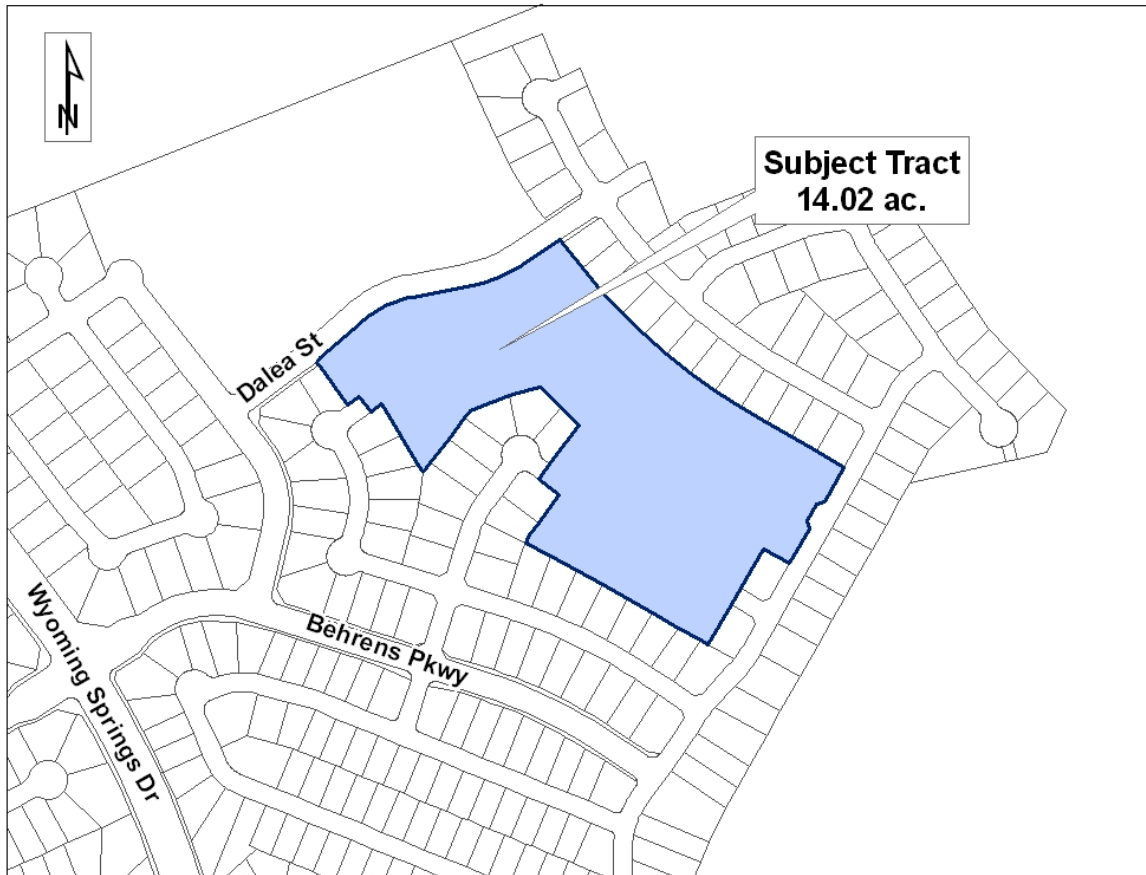 N
Subject Tract
14.02 ac.
Dalea St
Behrens Pkwy
Wyoming Springs Dr